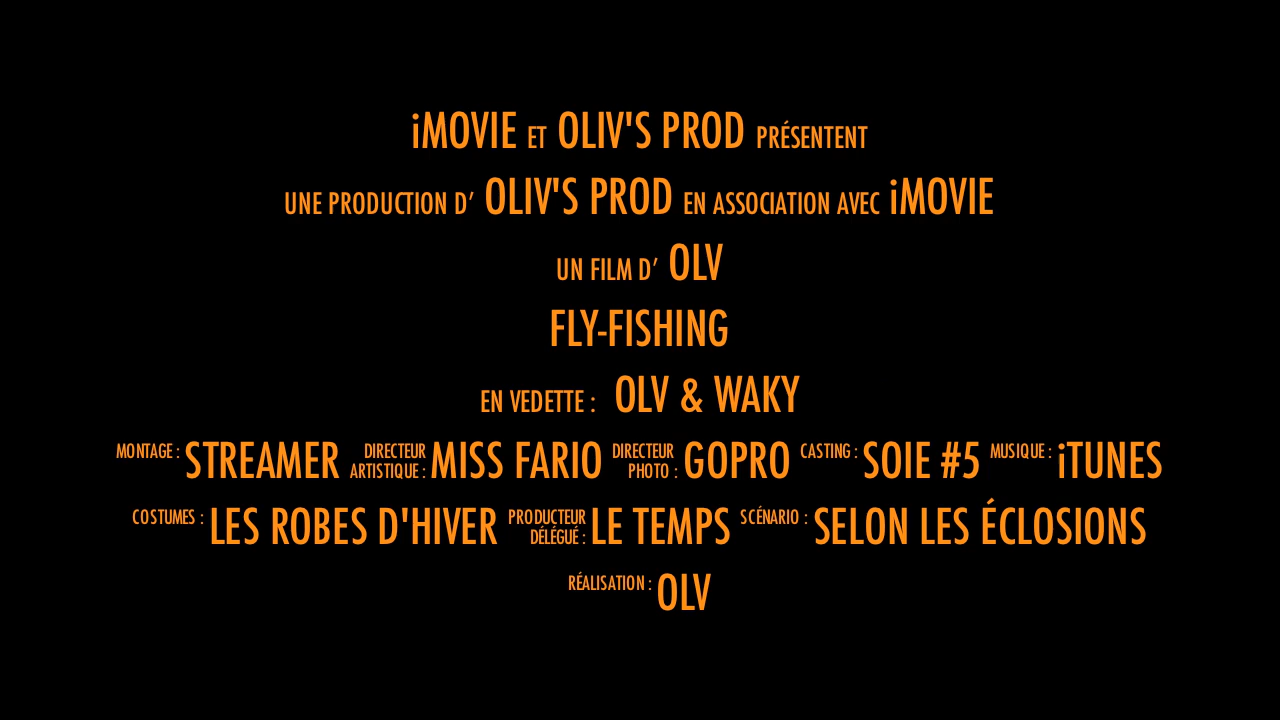 iMOVIE ET OLIV'S PROD PRÉSENTENT
UNE PRODUCTION D’ OLIV'S PROD EN ASSOCIATION AVEC iMOVIE
UN FILM D’ OLV
FLY-FISHING
EN VEDETTE : OLV & WAKY
MONTAGE : STREAMER DIRECTEUR ARTISTIQUE : MISS FARIO DIRECTEUR PHOTO : GOPRO CASTING : SOIE #5 MUSIQUE : iTUNES
COSTUMES : LES ROBES D'HIVER PRODUCTEUR DÉLÉGUÉ : LE TEMPS SCÉNARIO : SELON LES ÉCLOSIONS
RÉALISATION : OLV